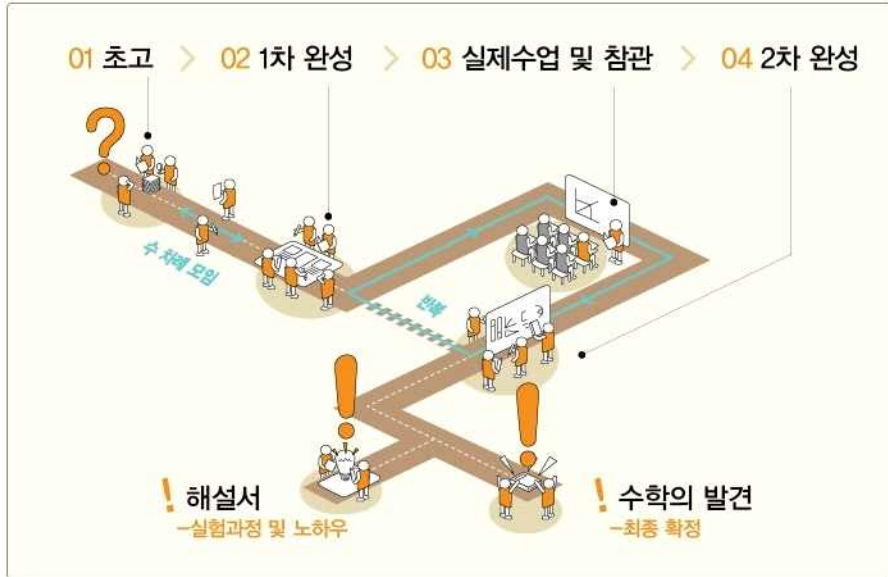 01 초고 > 02 1차 완성 > 03 실제수업 및 참관 > 04 2차 완성
?
수 차례 모임
반복
!
!
! 해설서
-실험과정 및 노하우
! 수학의 발견
-최종 확정